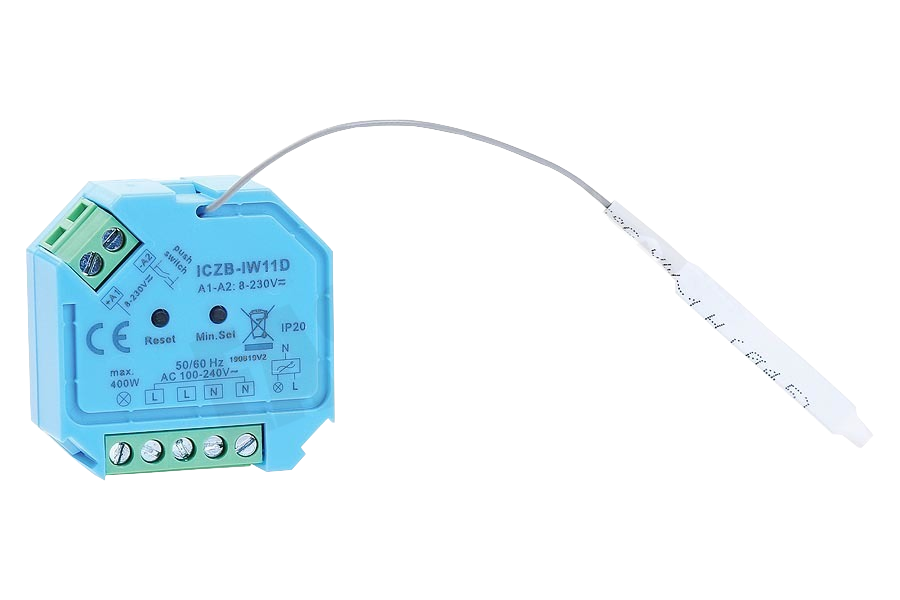 push
switch
-A2
+A1
8-230V
ICZB-IW11D
A1-A2: 8-230V
CE
Reset
Min.Set
IP20
max.
400W
50/60 Hz
190819V2
AC 100-240V~
N
L L N N
L